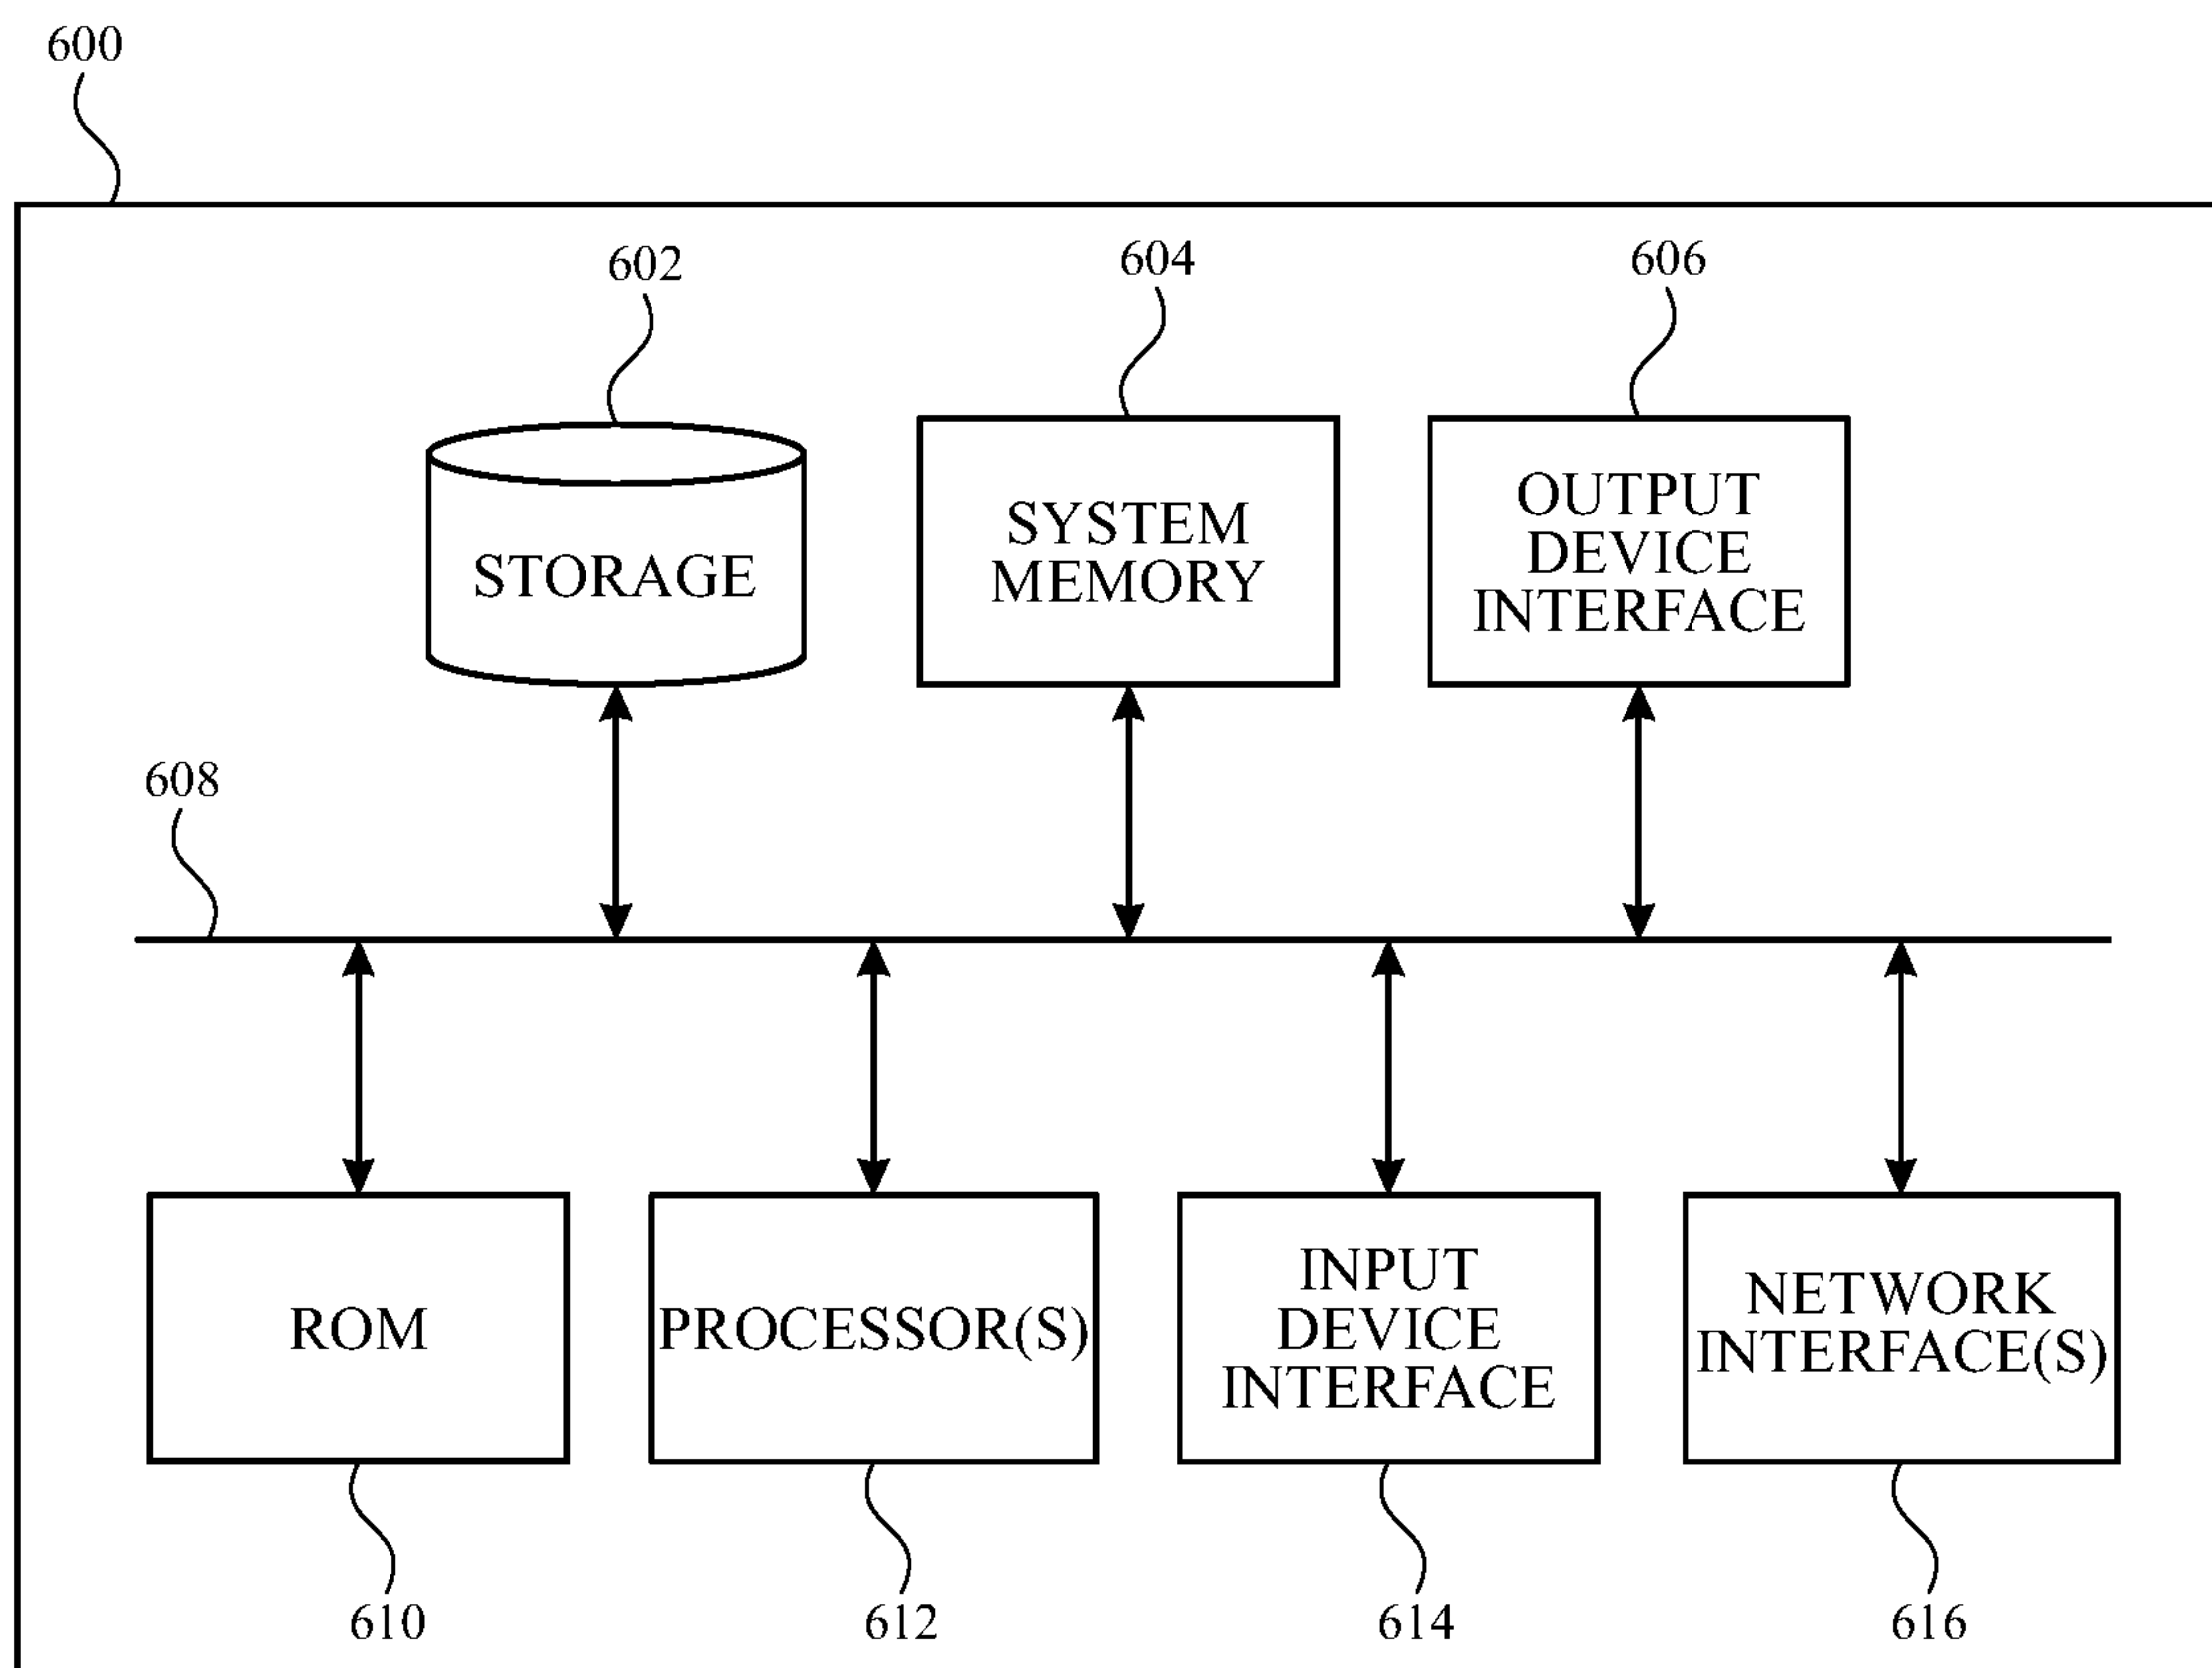 600
602
604
606
STORAGE
SYSTEM
MEMORY
OUTPUT
DEVICE
INTERFACE
608
ROM
PROCESSOR(S)
INPUT
DEVICE
INTERFACE
NETWORK
INTERFACE(S)
610
612
614
616